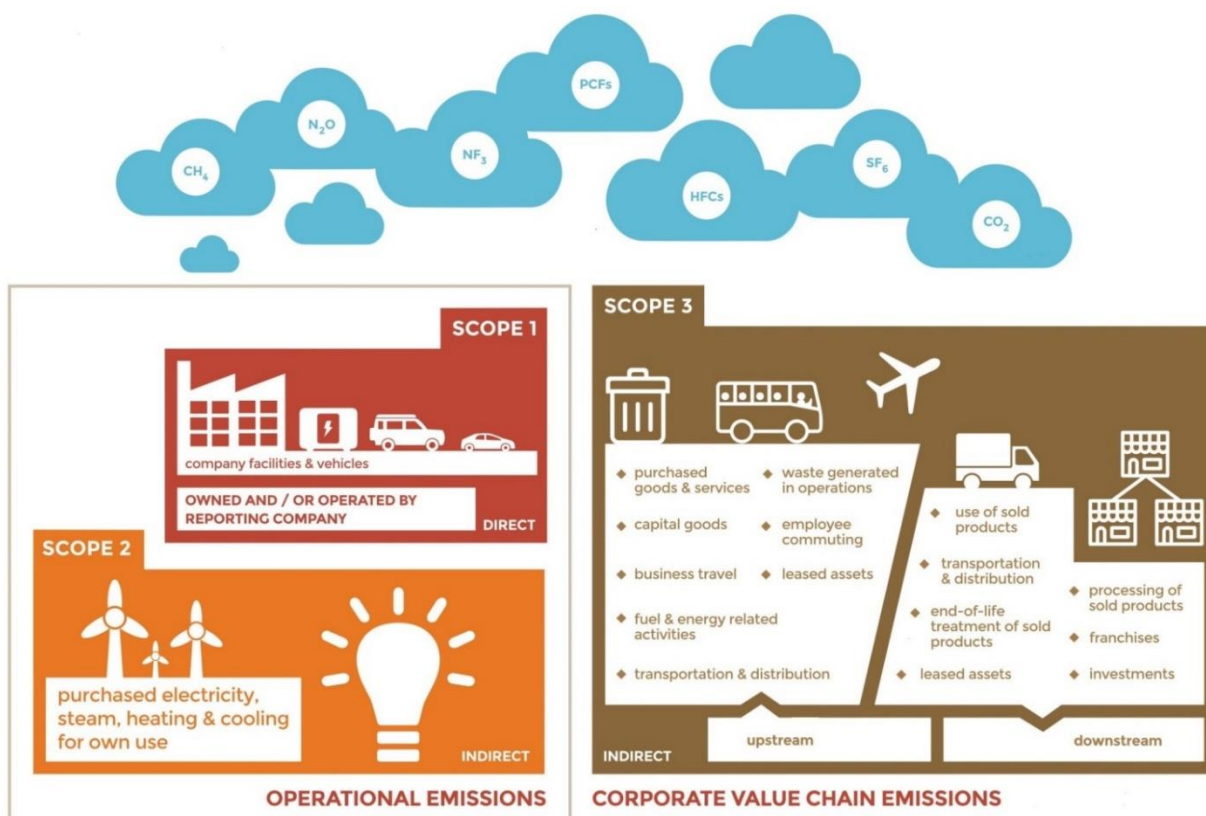 PCFs
N₂O
NF₃
SF₆
CH₄
HFCs
CO₂
SCOPE 1
company facilities & vehicles
OWNED AND / OR OPERATED BY
REPORTING COMPANY
DIRECT
SCOPE 2
purchased electricity,
steam, heating & cooling
for own use
INDIRECT
OPERATIONAL EMISSIONS
SCOPE 3
◆ purchased
goods & services
◆ capital goods
◆ business travel
◆ fuel & energy related
activities
◆ transportation & distribution
◆ waste generated
in operations
◆ employee
commuting
◆ leased assets
◆ use of sold
products
◆ transportation
& distribution
◆ end-of-life
treatment of sold
products
◆ leased assets
◆ processing of
sold products
◆ franchises
◆ investments
INDIRECT
upstream
downstream
CORPORATE VALUE CHAIN EMISSIONS